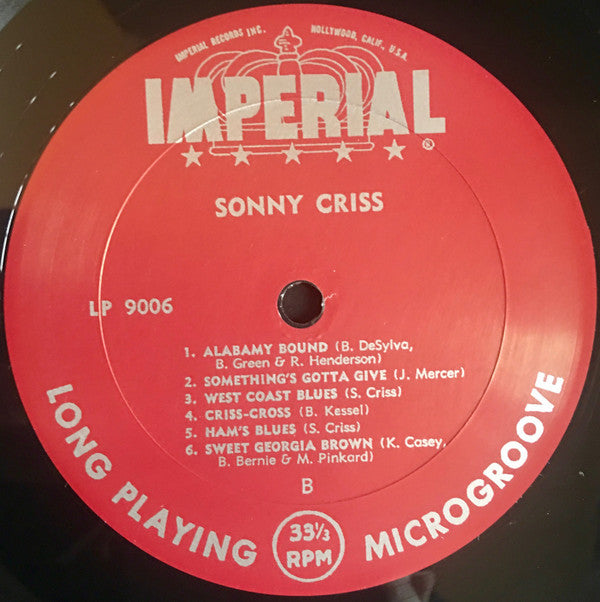 IMPERIAL RECORDS INC. HOLLYWOOD, CALIF., U.S.A.
IMPERIAL
®
SONNY CRISS
LP 9006
1. ALABAMY BOUND (B. DeSylva,
B. Green & R. Henderson)
2. SOMETHING'S GOTTA GIVE (J. Mercer)
3. WEST COAST BLUES (S. Criss)
4. CRISS-CROSS (B. Kessel)
5. HAM'S BLUES (S. Criss)
6. SWEET GEORGIA BROWN (K. Casey,
B. Bernie & M. Pinkard)
B
LONG PLAYING
33⅓
RPM
MICROGROOVE